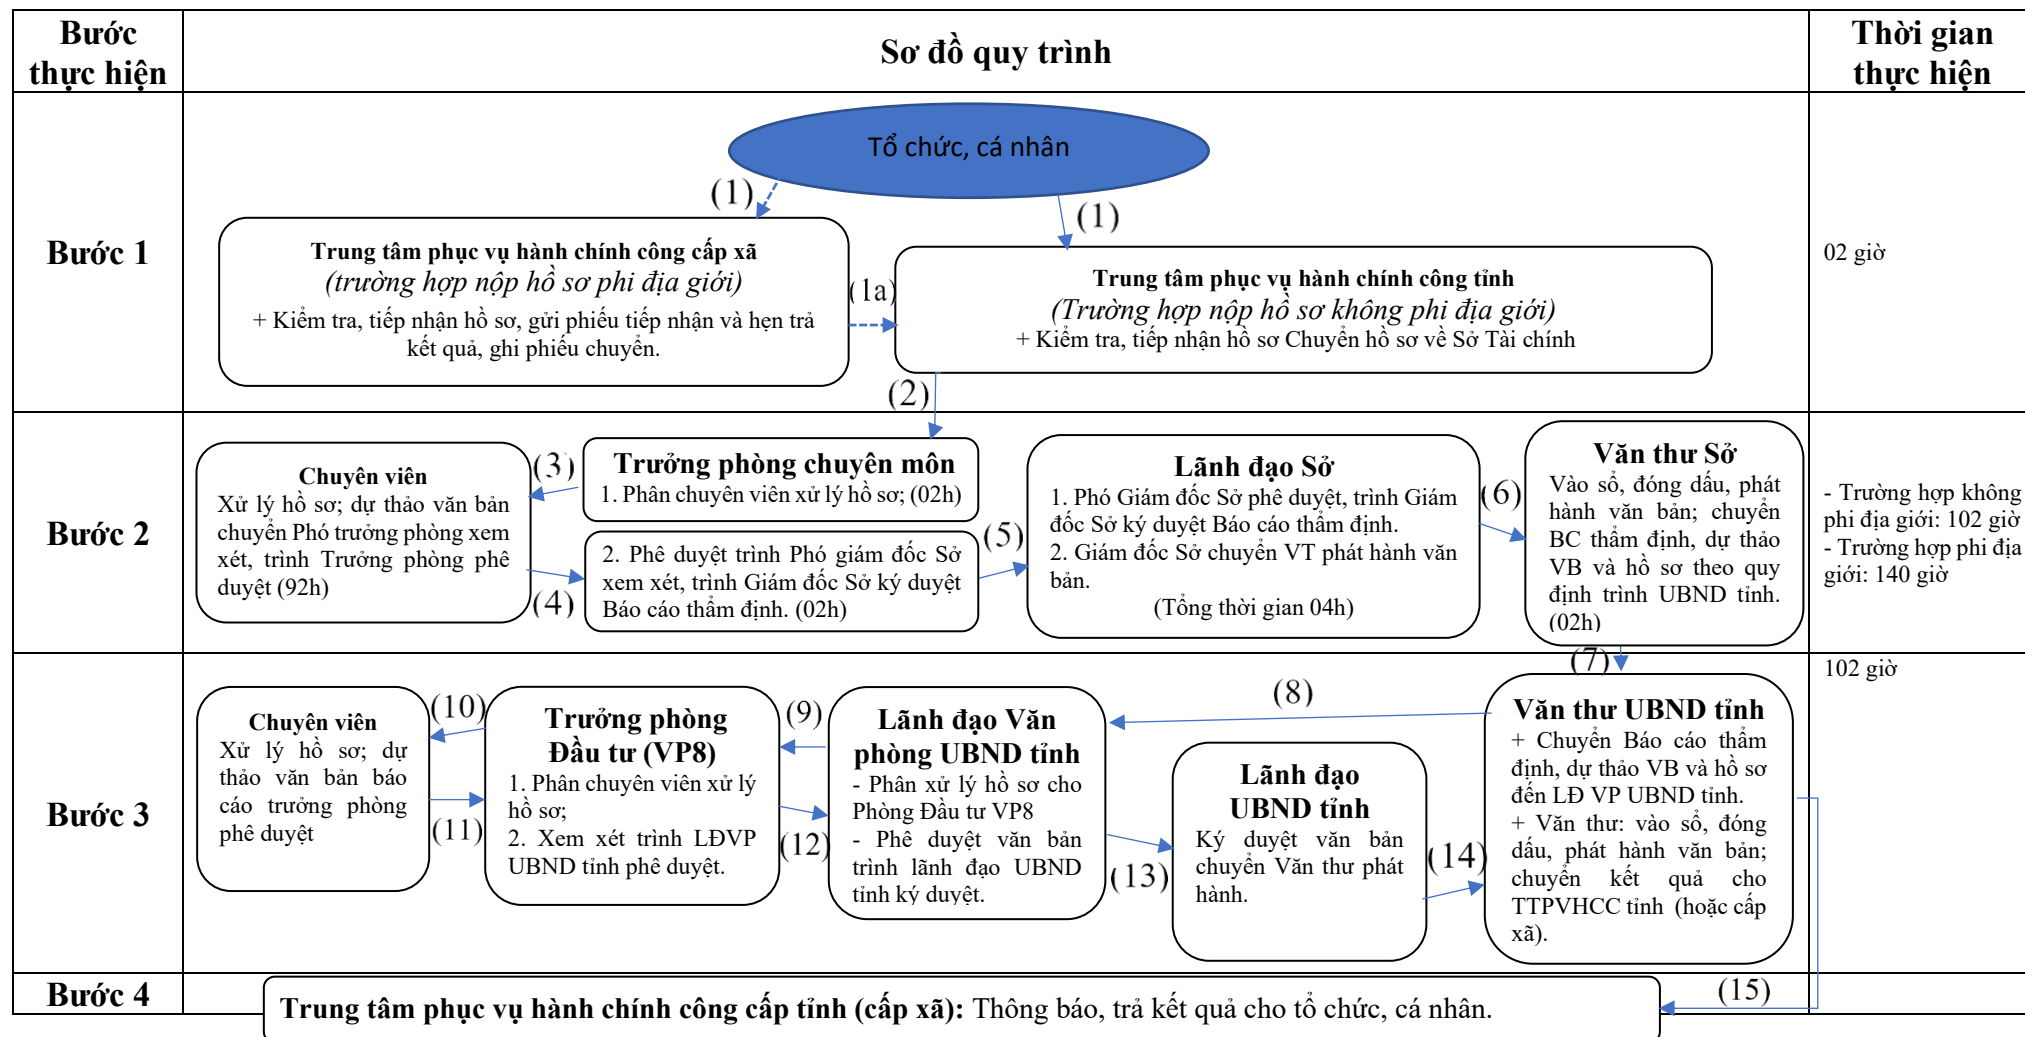 Bước
thực hiện
Sơ đồ quy trình
Thời gian
thực hiện
Bước 1
Tổ chức, cá nhân
(1)
(1)
Trung tâm phục vụ hành chính công cấp xã
(trường hợp nộp hồ sơ phi địa giới)
+ Kiểm tra, tiếp nhận hồ sơ, gửi phiếu tiếp nhận và hẹn trả
kết quả, ghi phiếu chuyển.
(1a)
Trung tâm phục vụ hành chính công tỉnh
(Trường hợp nộp hồ sơ không phi địa giới)
+ Kiểm tra, tiếp nhận hồ sơ Chuyển hồ sơ về Sở Tài chính
02 giờ
(2)
Bước 2
Chuyên viên
Xử lý hồ sơ; dự thảo văn bản
chuyển Phó trưởng phòng xem
xét, trình Trưởng phòng phê
duyệt (92h)
(3)
(4)
Trưởng phòng chuyên môn
1. Phân chuyên viên xử lý hồ sơ; (02h)
2. Phê duyệt trình Phó giám đốc Sở
xem xét, trình Giám đốc Sở ký duyệt
Báo cáo thẩm định. (02h)
(5)
Lãnh đạo Sở
1. Phó Giám đốc Sở phê duyệt, trình Giám
đốc Sở ký duyệt Báo cáo thẩm định.
2. Giám đốc Sở chuyển VT phát hành văn
bản.
(Tổng thời gian 04h)
(6)
Văn thư Sở
Vào sổ, đóng dấu, phát
hành văn bản; chuyển
BC thẩm định, dự thảo
VB và hồ sơ theo quy
định trình UBND tỉnh.
(02h)
- Trường hợp không
phi địa giới: 102 giờ
- Trường hợp phi địa
giới: 140 giờ
(7)
Bước 3
Chuyên viên
Xử lý hồ sơ; dự
thảo văn bản báo
cáo trưởng phòng
phê duyệt
(10)
(11)
Trưởng phòng
Đầu tư (VP8)
1. Phân chuyên viên xử lý
hồ sơ;
2. Xem xét trình LĐVP
UBND tỉnh phê duyệt.
(9)
(12)
Lãnh đạo Văn
phòng UBND tỉnh
- Phân xử lý hồ sơ cho
Phòng Đầu tư VP8
- Phê duyệt văn bản
trình lãnh đạo UBND
tỉnh ký duyệt.
(8)
(13)
Lãnh đạo
UBND tỉnh
Ký duyệt văn bản
chuyển Văn thư phát
hành.
(14)
Văn thư UBND tỉnh
+ Chuyển Báo cáo thẩm
định, dự thảo VB và hồ sơ
đến LĐ VP UBND tỉnh.
+ Văn thư: vào sổ, đóng
dấu, phát hành văn bản;
chuyển kết quả cho
TTPVHCC tỉnh (hoặc cấp
xã).
102 giờ
Bước 4
Trung tâm phục vụ hành chính công cấp tỉnh (cấp xã): Thông báo, trả kết quả cho tổ chức, cá nhân.
(15)